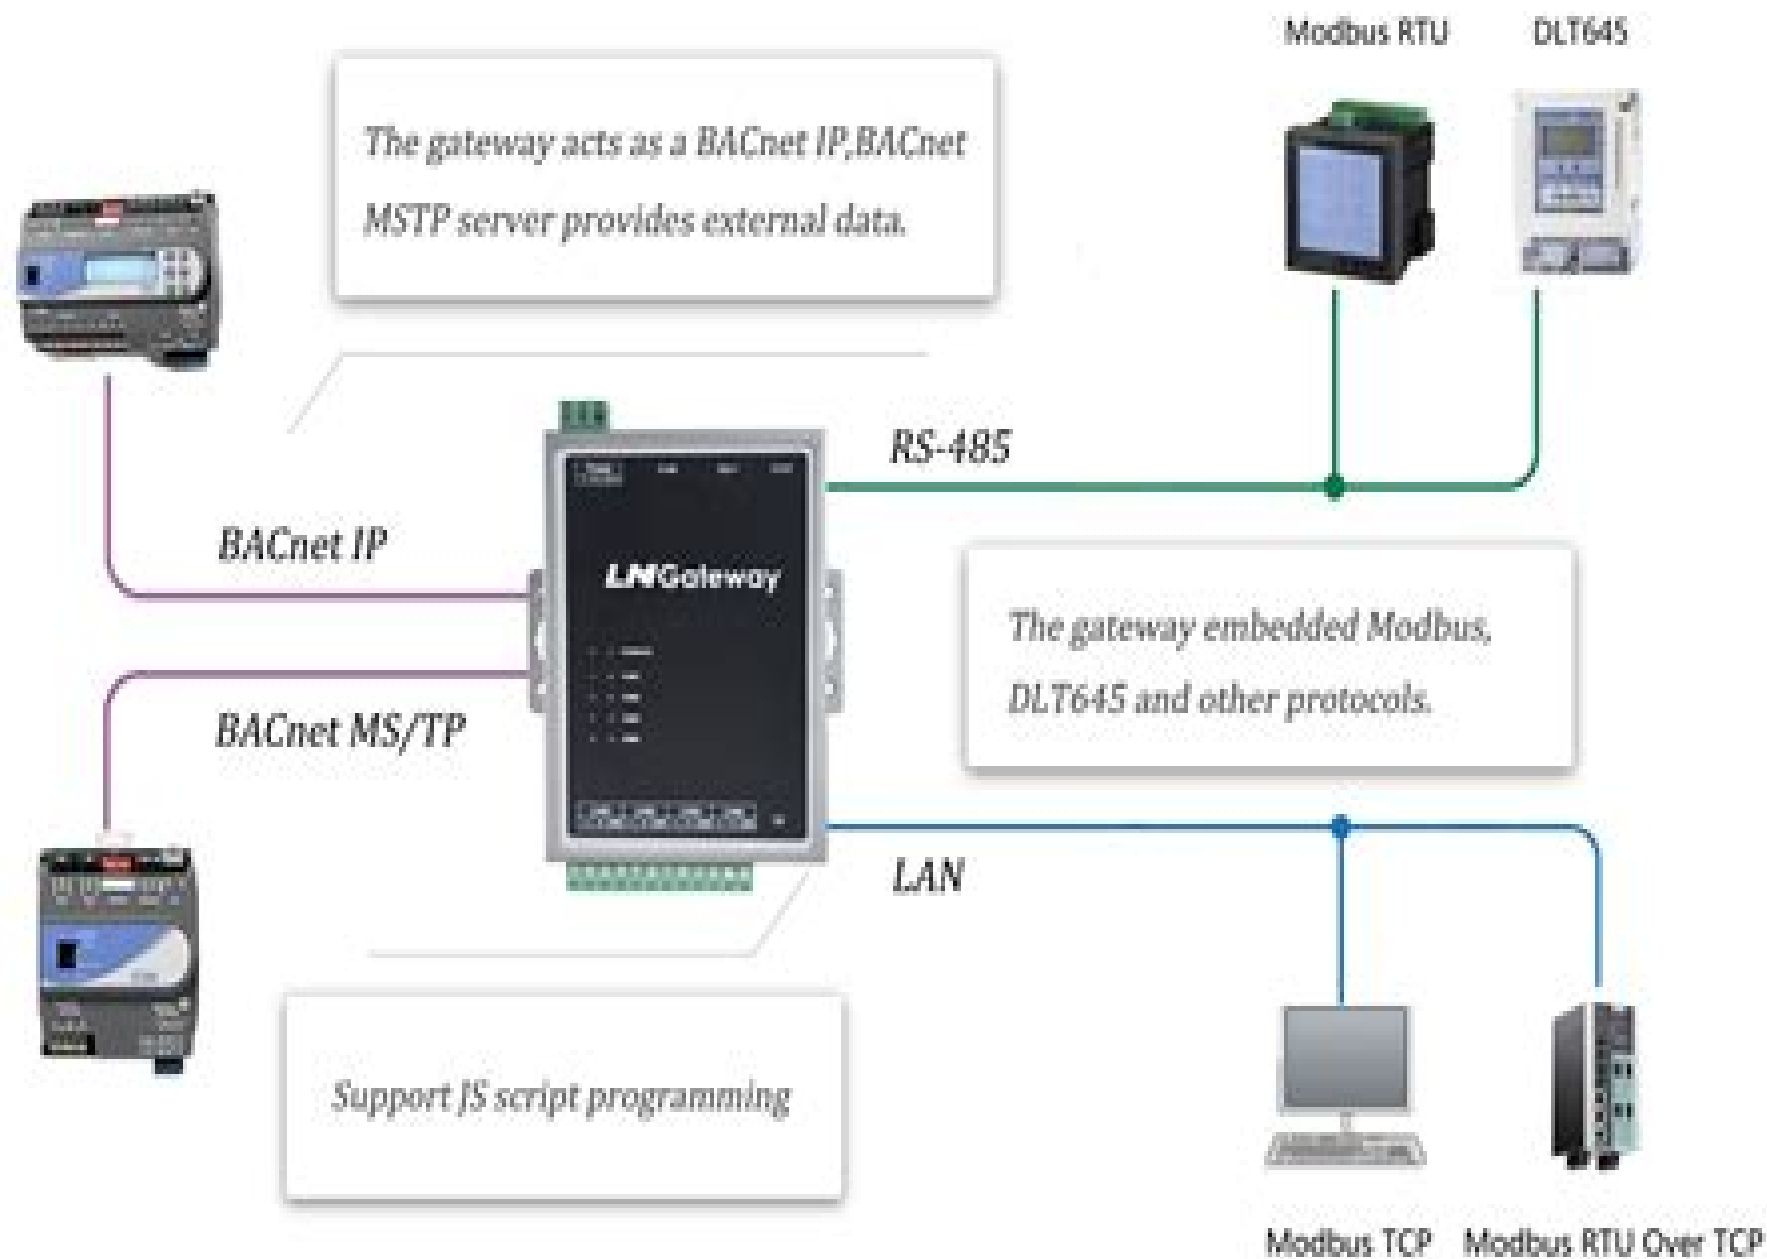 Modbus RTU
DLT645
The gateway acts as a BACnet IP,BACnet
MSTP server provides external data.
RS-485
BACnet IP
LNGateway
The gateway embedded Modbus,
DLT645 and other protocols.
BACnet MS/TP
LAN
Support JS script programming
Modbus TCP
Modbus RTU Over TCP